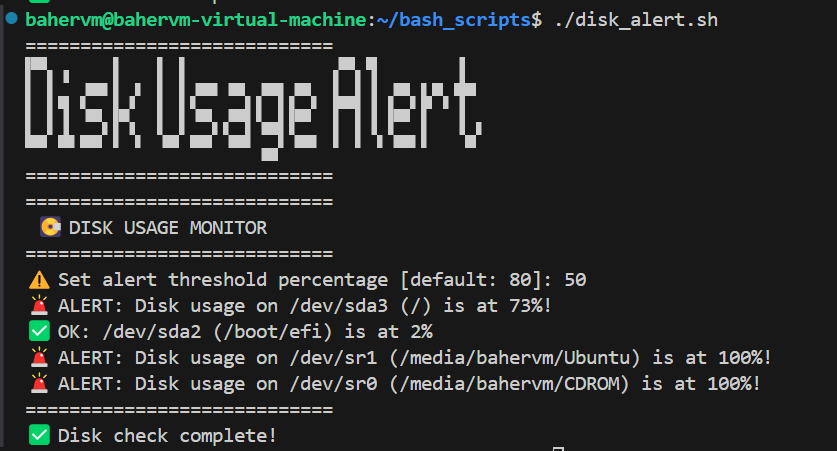 bahervm@bahervm-virtual-machine:~/bash_scripts$ ./disk_alert.sh
============================
Disk Usage Alert
============================
============================
📀 DISK USAGE MONITOR
============================
⚠️ Set alert threshold percentage [default: 80]: 50
🚨 ALERT: Disk usage on /dev/sda3 (/) is at 73%!
✅ OK: /dev/sda2 (/boot/efi) is at 2%
🚨 ALERT: Disk usage on /dev/sr1 (/media/bahervm/Ubuntu) is at 100%!
🚨 ALERT: Disk usage on /dev/sr0 (/media/bahervm/CDROM) is at 100%!
============================
✅ Disk check complete!